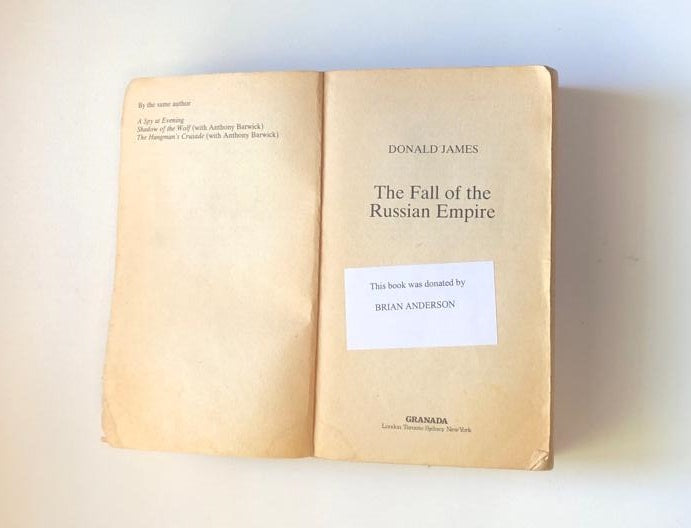 By the same author
A Spy at Evening
Shadow of the Wolf (with Anthony Barwick)
The Hangman's Crusade (with Anthony Barwick)
DONALD JAMES
The Fall of the
Russian Empire
This book was donated by
BRIAN ANDERSON
GRANADA
London Toronto Sydney New York